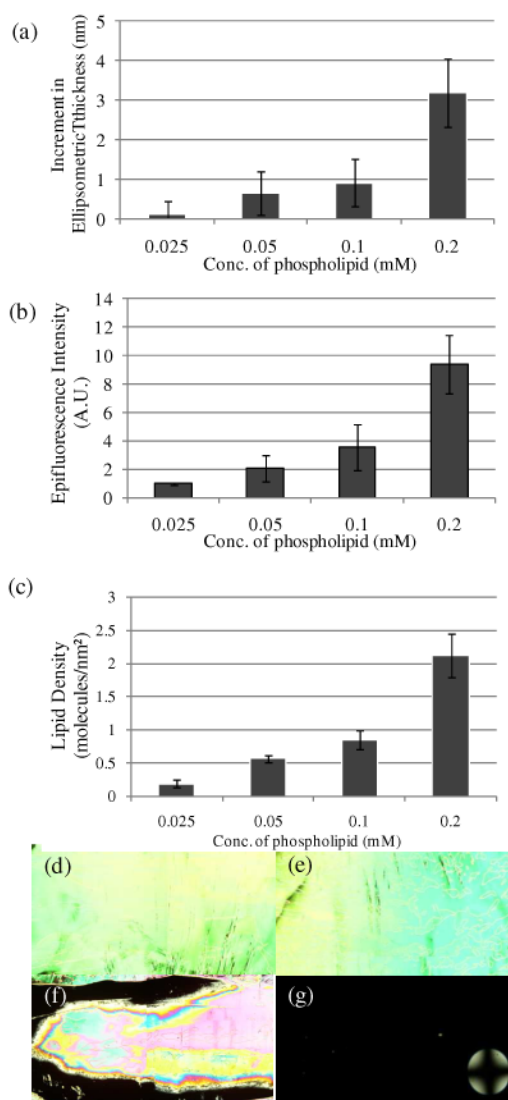 (a)
Increment in
EllipsometricTthickness (nm)
5
4
3
2
1
0
0.025 0.05 0.1 0.2
Conc. of phospholipid (mM)
(b)
Epifluorescence Intensity
(A.U.)
14
12
10
8
6
4
2
0
0.025 0.05 0.1 0.2
Conc. of phospholipid (mM)
(c)
Lipid Density
(molecules/nm²)
3
2.5
2
1.5
1
0.5
0
0.025 0.05 0.1 0.2
Conc. of phospholipid (mM)
(d) (e)
(f) (g)